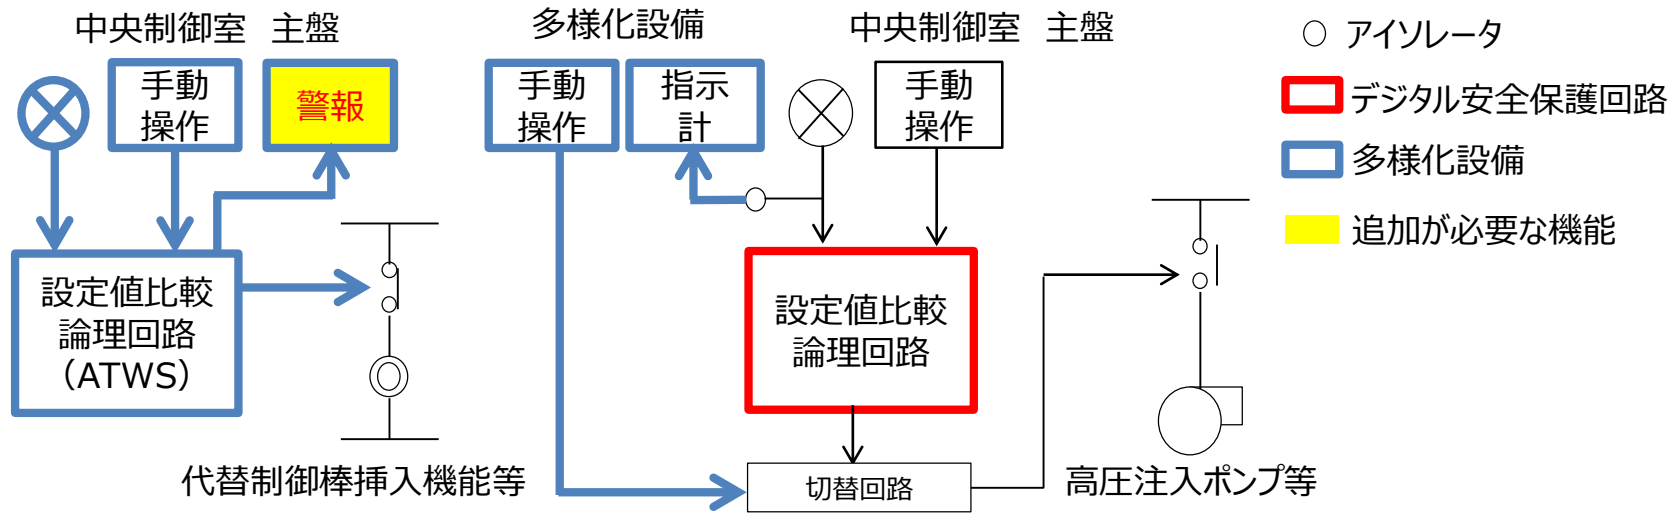 中央制御室　主盤
多様化設備
中央制御室　主盤
アイソレータ
手動
操作
警報
手動
操作
指示
計
手動
操作
デジタル安全保護回路
多様化設備
追加が必要な機能
設定値比較
論理回路
（ATWS）
設定値比較
論理回路
代替制御棒挿入機能等
切替回路
高圧注入ポンプ等